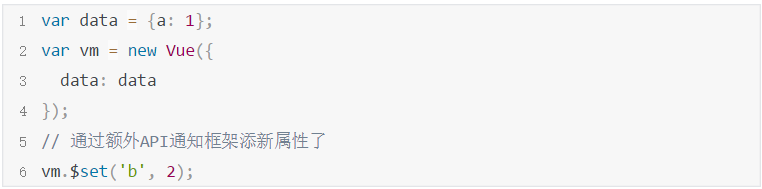 1 var data = {a: 1};
2 var vm = new Vue({
3   data: data
4 });
5 // 通过额外API通知框架添新属性了
6 vm.$set('b', 2);